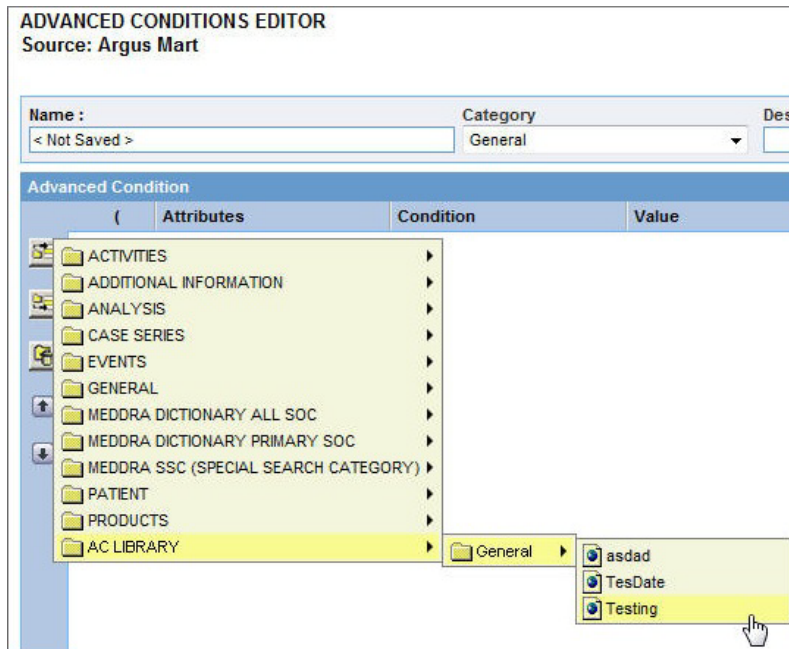 ADVANCED CONDITIONS EDITOR
Source: Argus Mart
Name :
Category
Des
< Not Saved >
General
Advanced Condition
( Attributes Condition Value
ACTIVITIES
ADDITIONAL INFORMATION
ANALYSIS
CASE SERIES
EVENTS
GENERAL
MEDDRA DICTIONARY ALL SOC
MEDDRA DICTIONARY PRIMARY SOC
MEDDRA SSC (SPECIAL SEARCH CATEGORY)
PATIENT
PRODUCTS
AC LIBRARY
General
asdad
TesDate
Testing